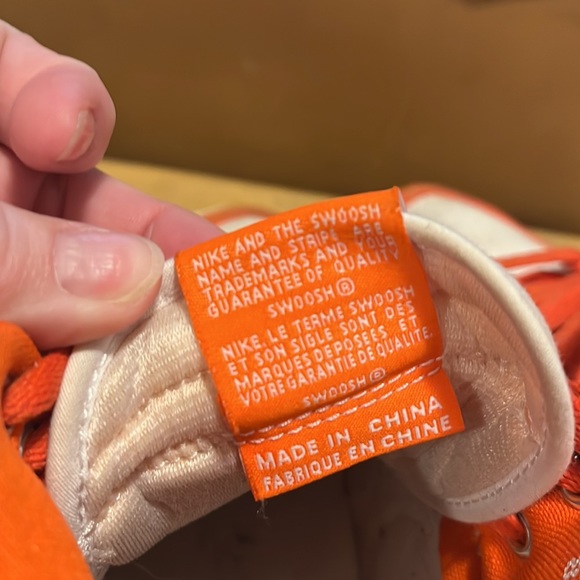 NIKE AND THE SWOOSH
NAME AND STRIPE ARE
TRADEMARKS AND YOUR
GUARANTEE OF QUALITY
SWOOSH®
NIKE, LE TERME SWOOSH
ET SON SIGLE SONT DES
MARQUES DEPOSÉES ET
VOTRE GARANTIE DE QUALITE.
SWOOSH®
MADE IN CHINA
FABRIQUE EN CHINE